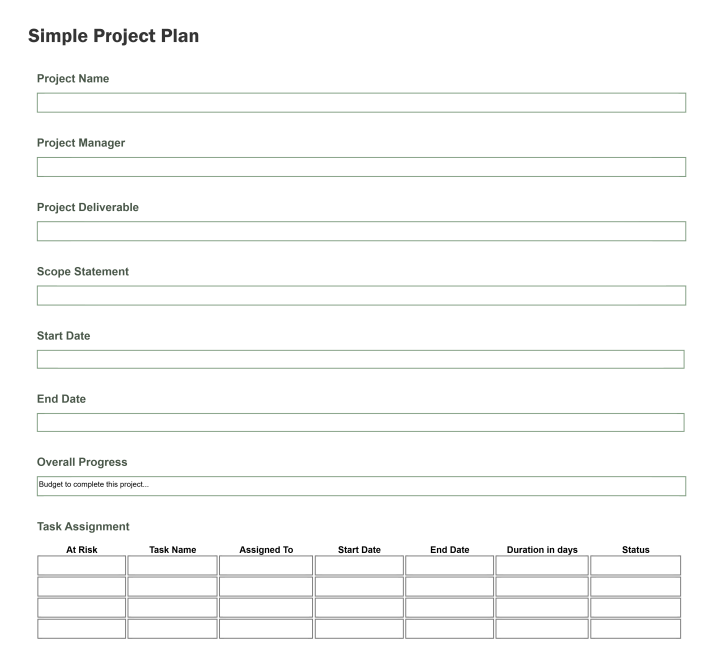 Simple Project Plan
Project Name
Project Manager
Project Deliverable
Scope Statement
Start Date
End Date
Overall Progress
Budget to complete this project...
Task Assignment
At Risk Task Name Assigned To Start Date End Date Duration in days Status